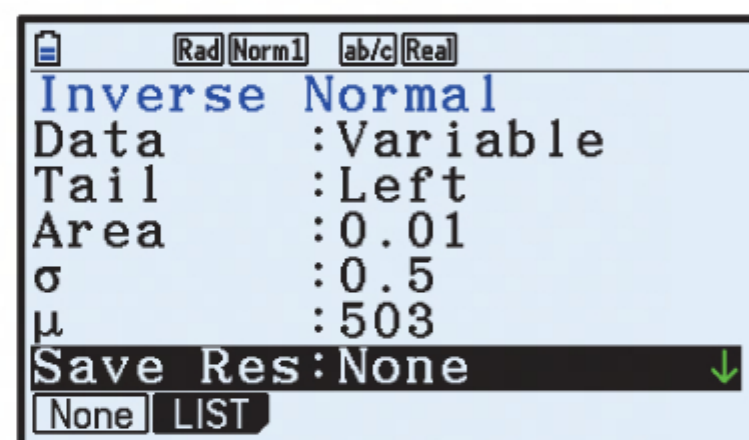 Rad Norm1 ab/c Real
Inverse Normal
Data :Variable
Tail :Left
Area :0.01
σ :0.5
μ :503
Save Res:None ↓
None LIST